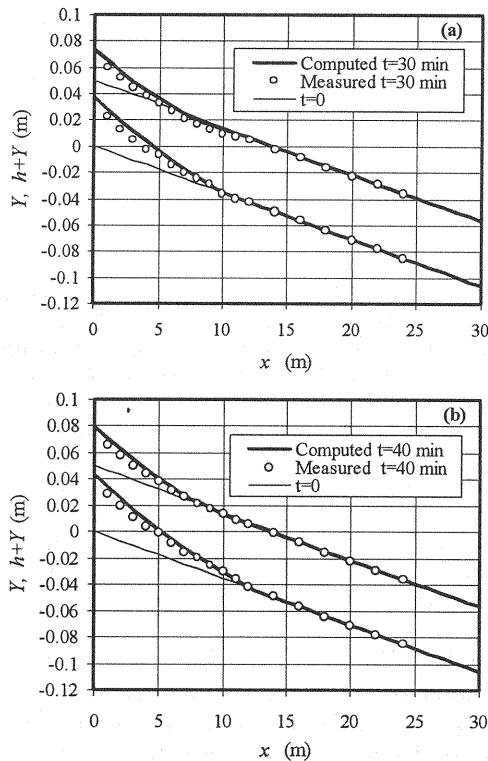 (a)
0.1
0.08
0.06
0.04
0.02
0
-0.02
-0.04
-0.06
-0.08
-0.1
-0.12
Y, h+Y (m)
Computed t=30 min
Measured t=30 min
t=0
0 5 10 15 20 25 30
x (m)
(b)
0.1
0.08
0.06
0.04
0.02
0
-0.02
-0.04
-0.06
-0.08
-0.1
-0.12
Y, h+Y (m)
Computed t=40 min
Measured t=40 min
t=0
0 5 10 15 20 25 30
x (m)